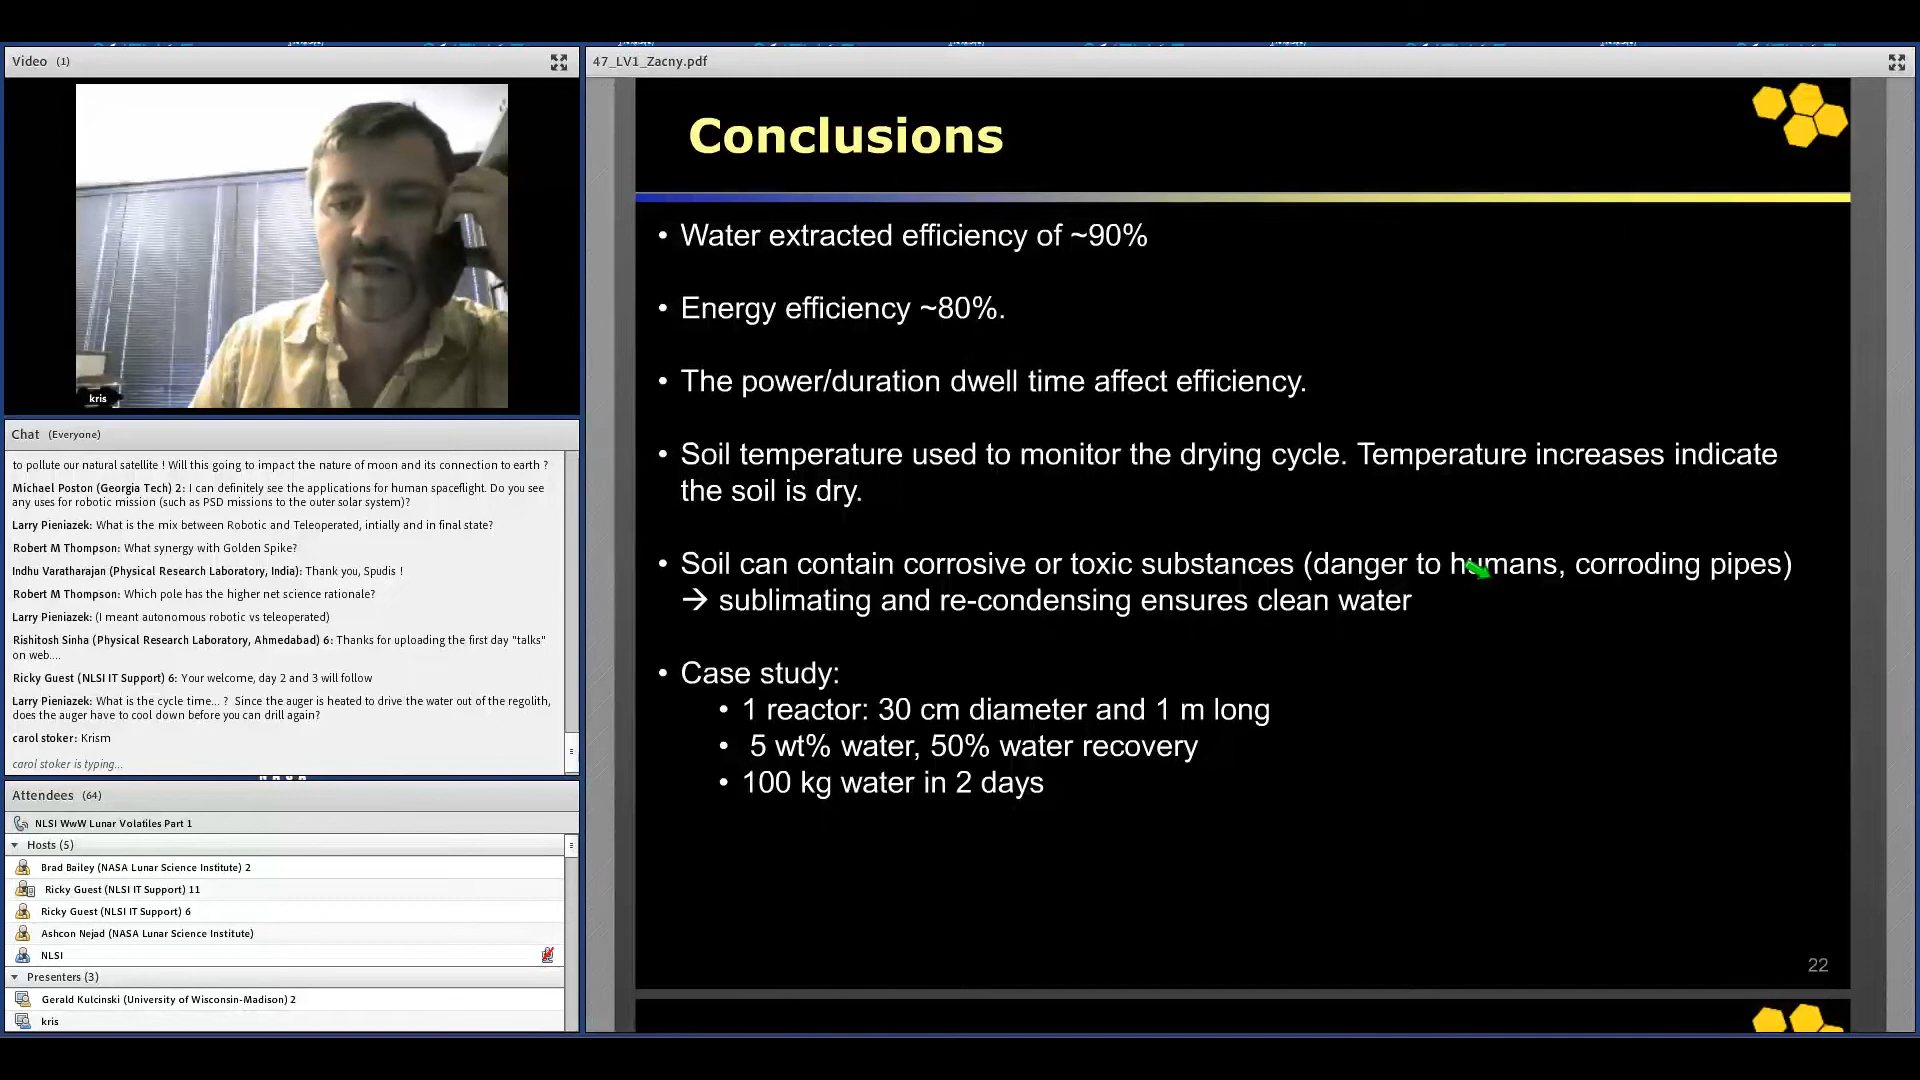 Video (1)
kris
Chat (Everyone)
to pollute our natural satellite ! Will this going to impact the nature of moon and its connection to earth ?
Michael Poston (Georgia Tech) 2: I can definitely see the applications for human spaceflight. Do you see
any uses for robotic mission (such as PSD missions to the outer solar system)?
Larry Pieniazek: What is the mix between Robotic and Teleoperated, intially and in final state?
Robert M Thompson: What synergy with Golden Spike?
Indhu Varatharajan (Physical Research Laboratory, India): Thank you, Spudis !
Robert M Thompson: Which pole has the higher net science rationale?
Larry Pieniazek: (I meant autonomous robotic vs teleoperated)
Rishitosh Sinha (Physical Research Laboratory, Ahmedabad) 6: Thanks for uploading the first day "talks"
on web....
Ricky Guest (NLSI IT Support) 6: Your welcome, day 2 and 3 will follow
Larry Pieniazek: What is the cycle time... ? Since the auger is heated to drive the water out of the regolith,
does the auger have to cool down before you can drill again?
carol stoker: Krism
carol stoker is typing...
Attendees (64)
NLSI WwW Lunar Volatiles Part 1
Hosts (5)
Brad Bailey (NASA Lunar Science Institute) 2
Ricky Guest (NLSI IT Support) 11
Ricky Guest (NLSI IT Support) 6
Ashcon Nejad (NASA Lunar Science Institute)
NLSI
Presenters (3)
Gerald Kulcinski (University of Wisconsin-Madison) 2
kris
47_LV1_Zacny.pdf
Conclusions
• Water extracted efficiency of ~90%
• Energy efficiency ~80%.
• The power/duration dwell time affect efficiency.
• Soil temperature used to monitor the drying cycle. Temperature increases indicate
the soil is dry.
• Soil can contain corrosive or toxic substances (danger to humans, corroding pipes)
→ sublimating and re-condensing ensures clean water
• Case study:
• 1 reactor: 30 cm diameter and 1 m long
• 5 wt% water, 50% water recovery
• 100 kg water in 2 days
22